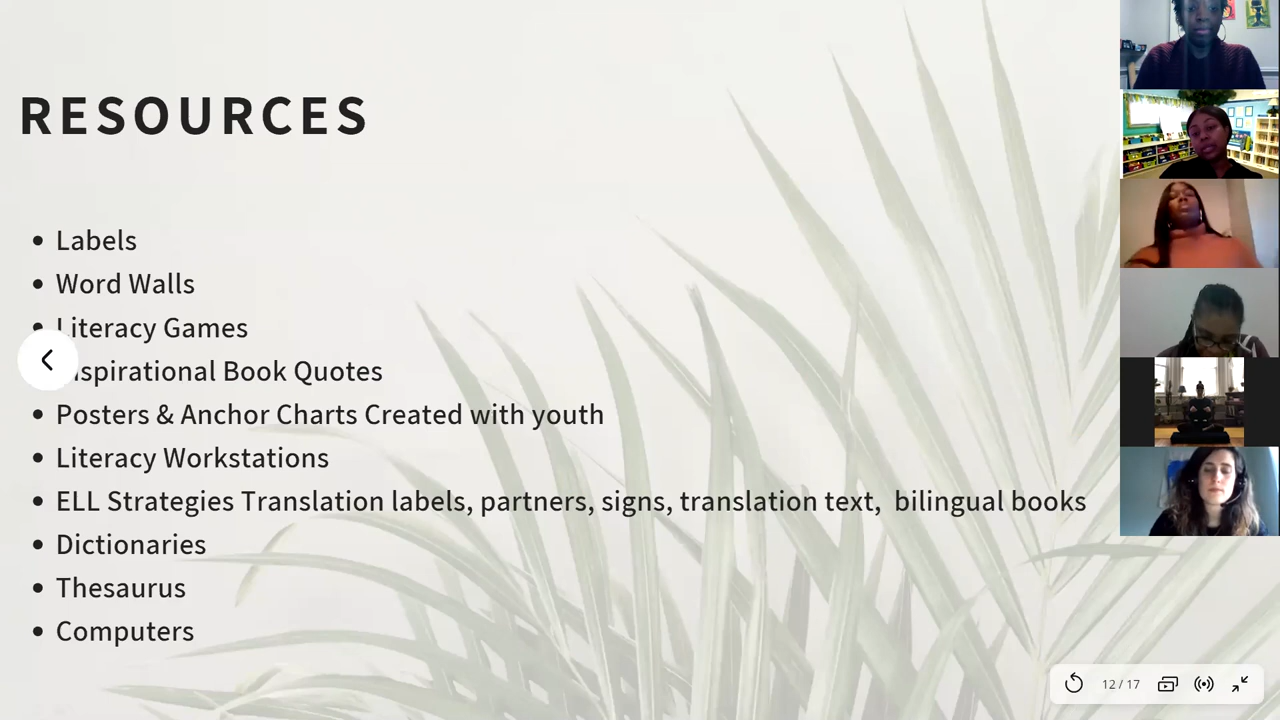 RESOURCES
Labels
Word Walls
Literacy Games
spirational Book Quotes
Posters & Anchor Charts Created with youth
Literacy Workstations
ELL Strategies Translation labels, partners, signs, translation text, bilingual books
Dictionaries
Thesaurus
Computers
12 / 17